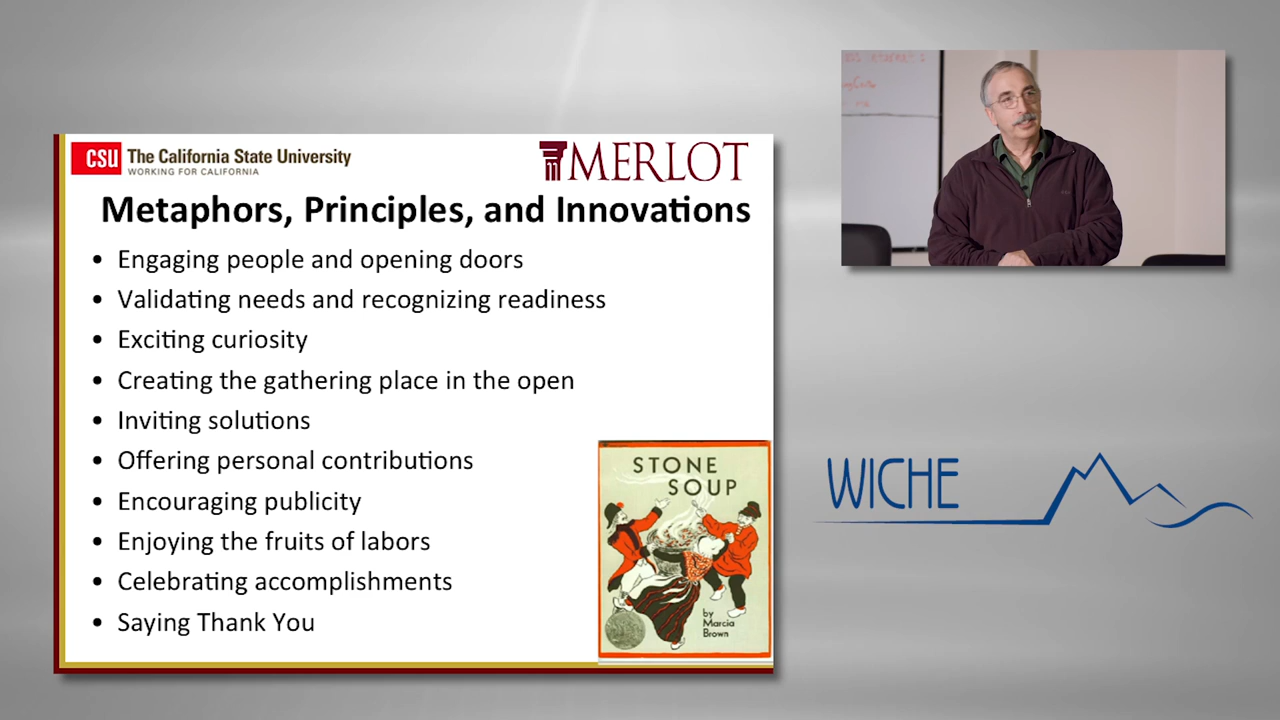 CSU The California State University
WORKING FOR CALIFORNIA
MERLOT
Metaphors, Principles, and Innovations
• Engaging people and opening doors
• Validating needs and recognizing readiness
• Exciting curiosity
• Creating the gathering place in the open
• Inviting solutions
• Offering personal contributions
• Encouraging publicity
• Enjoying the fruits of labors
• Celebrating accomplishments
• Saying Thank You
STONE
SOUP
by
Marcia
Brown
WICHE